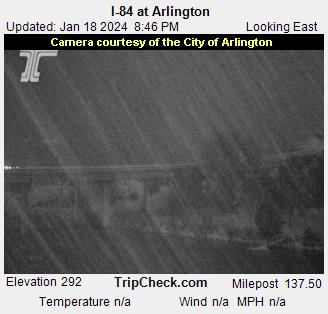 I-84 at Arlington
Updated: Jan 18 2024 8:46 PM Looking East
Camera courtesy of the City of Arlington
Elevation 292 TripCheck.com Milepost 137.50
Temperature n/a Wind n/a MPH n/a